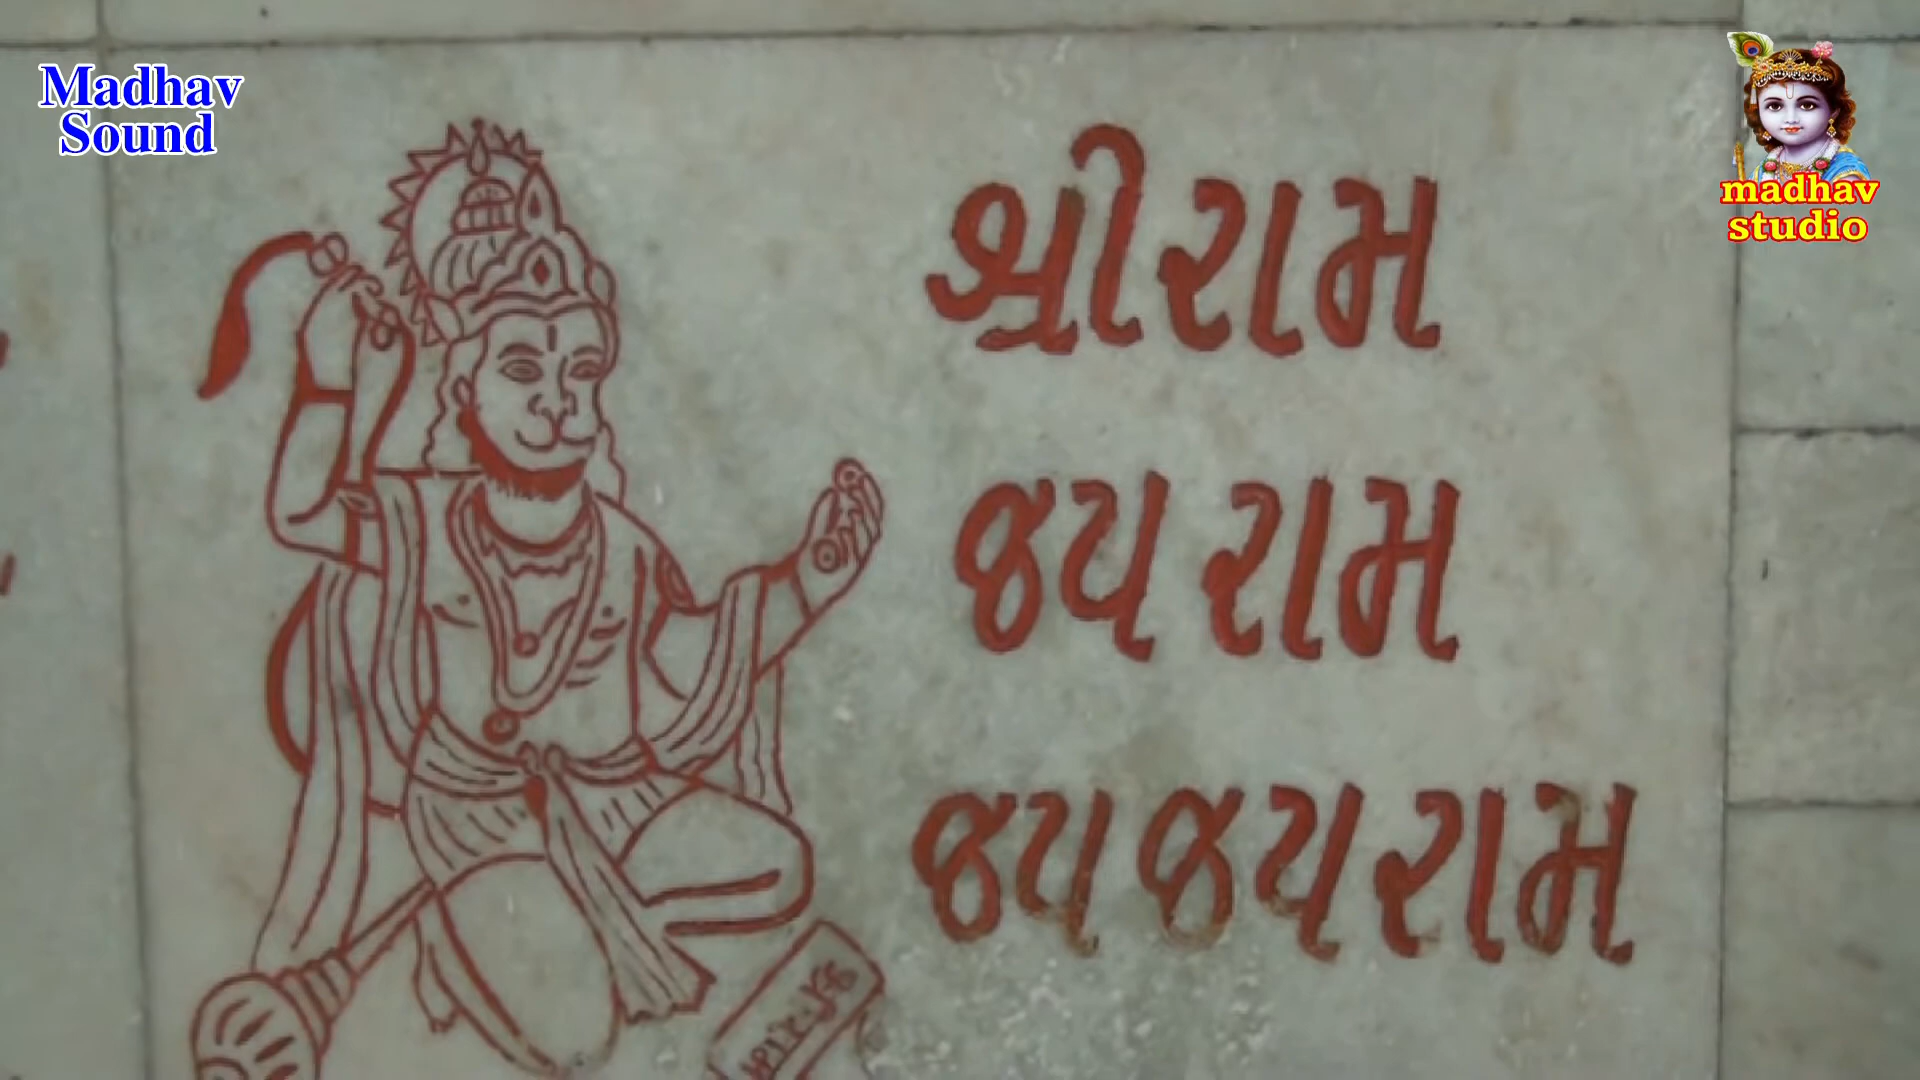 Madhav
Sound
madhav
studio
શ્રીરામ
જય રામ
જય જય રામ